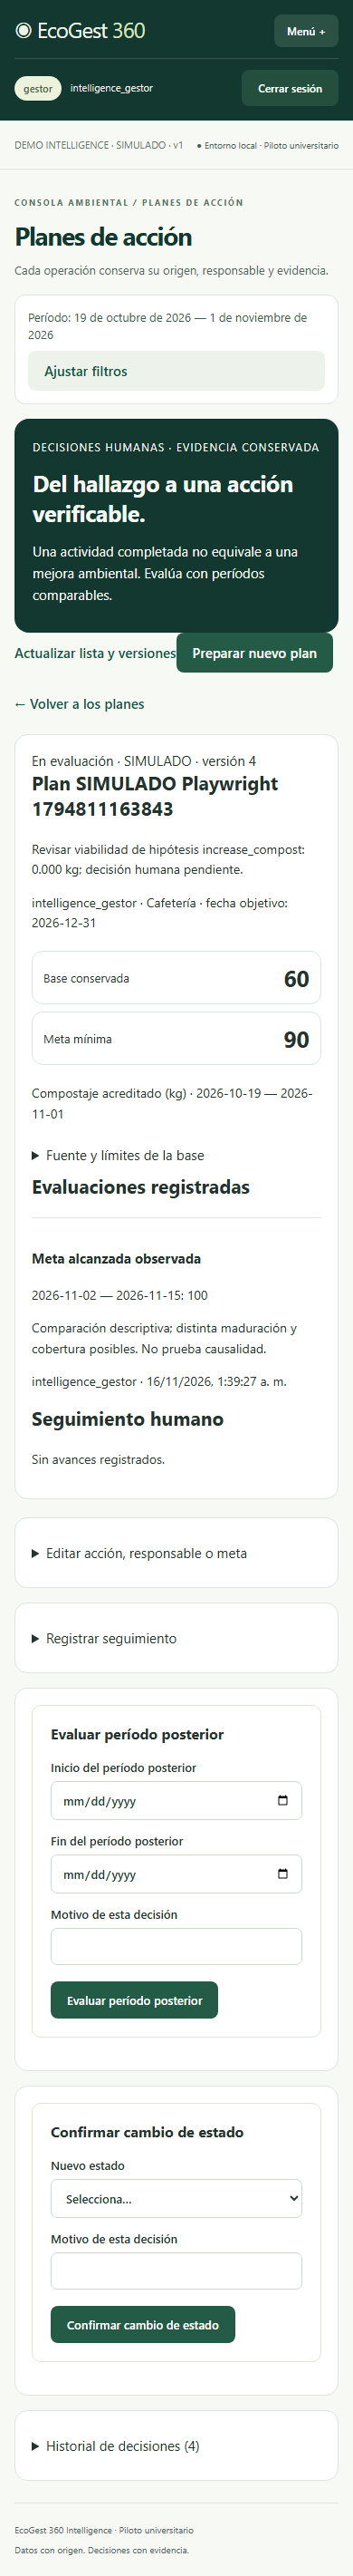 EcoGest 360
Menú +
gestor
intelligence_gestor
Cerrar sesión
DEMO INTELLIGENCE · SIMULADO · v1
● Entorno local · Piloto universitario
CONSOLA AMBIENTAL / PLANES DE ACCIÓN
Planes de acción
Cada operación conserva su origen, responsable y evidencia.
Período: 19 de octubre de 2026 — 1 de noviembre de
2026
Ajustar filtros
DECISIONES HUMANAS · EVIDENCIA CONSERVADA
Del hallazgo a una acción
verificable.
Una actividad completada no equivale a una
mejora ambiental. Evalúa con períodos
comparables.
Actualizar lista y versiones
Preparar nuevo plan
← Volver a los planes
En evaluación · SIMULADO · versión 4
Plan SIMULADO Playwright
1794811163843
Revisar viabilidad de hipótesis increase_compost:
0.000 kg; decisión humana pendiente.
intelligence_gestor · Cafetería · fecha objetivo:
2026-12-31
Base conservada
60
Meta mínima
90
Compostaje acreditado (kg) · 2026-10-19 — 2026-
11-01
▶ Fuente y límites de la base
Evaluaciones registradas
Meta alcanzada observada
2026-11-02 — 2026-11-15: 100
Comparación descriptiva; distinta maduración y
cobertura posibles. No prueba causalidad.
intelligence_gestor · 16/11/2026, 1:39:27 a. m.
Seguimiento humano
Sin avances registrados.
▶ Editar acción, responsable o meta
▶ Registrar seguimiento
Evaluar período posterior
Inicio del período posterior
mm/dd/yyyy
Fin del período posterior
mm/dd/yyyy
Motivo de esta decisión
Evaluar período posterior
Confirmar cambio de estado
Nuevo estado
Selecciona...
Motivo de esta decisión
Confirmar cambio de estado
▶ Historial de decisiones (4)
EcoGest 360 Intelligence · Piloto universitario
Datos con origen. Decisiones con evidencia.